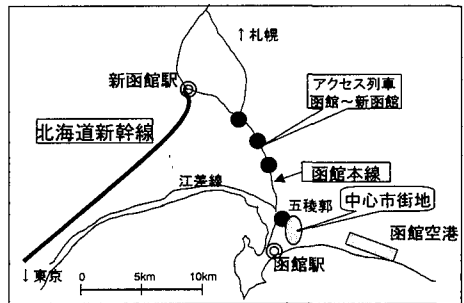 ↑札幌
新函館駅
アクセス列車
函館～新函館
北海道新幹線
函館本線
江差線
五稜郭
中心市街地
函館空港
函館駅
↓東京
0 5km 10km